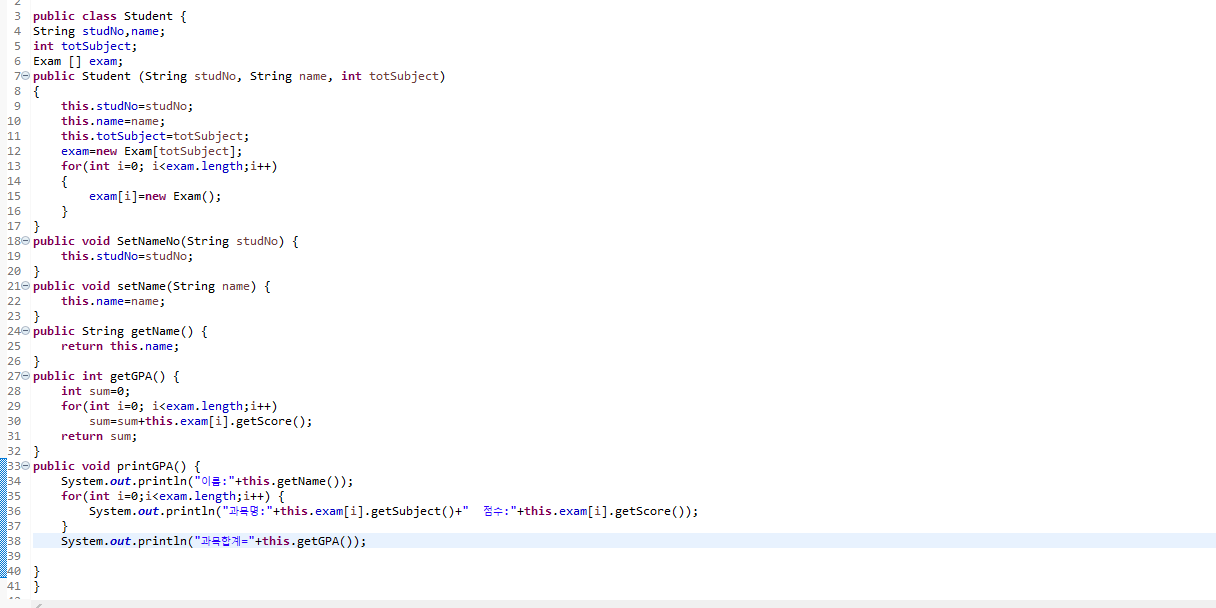 2
3 public class Student {
4 String studNo,name;
5 int totSubject;
6 Exam [] exam;
7 public Student (String studNo, String name, int totSubject)
8 {
9     this.studNo=studNo;
10     this.name=name;
11     this.totSubject=totSubject;
12     exam=new Exam[totSubject];
13     for(int i=0; i<exam.length;i++)
14     {
15         exam[i]=new Exam();
16     }
17 }
18 public void SetNameNo(String studNo) {
19     this.studNo=studNo;
20 }
21 public void setName(String name) {
22     this.name=name;
23 }
24 public String getName() {
25     return this.name;
26 }
27 public int getGPA() {
28     int sum=0;
29     for(int i=0; i<exam.length;i++)
30         sum=sum+this.exam[i].getScore();
31     return sum;
32 }
33 public void printGPA() {
34     System.out.println("이름:"+this.getName());
35     for(int i=0;i<exam.length;i++) {
36         System.out.println("과목명:"+this.exam[i].getSubject()+"  점수:"+this.exam[i].getScore());
37     }
38     System.out.println("과목합계="+this.getGPA());
39
40 }
41 }